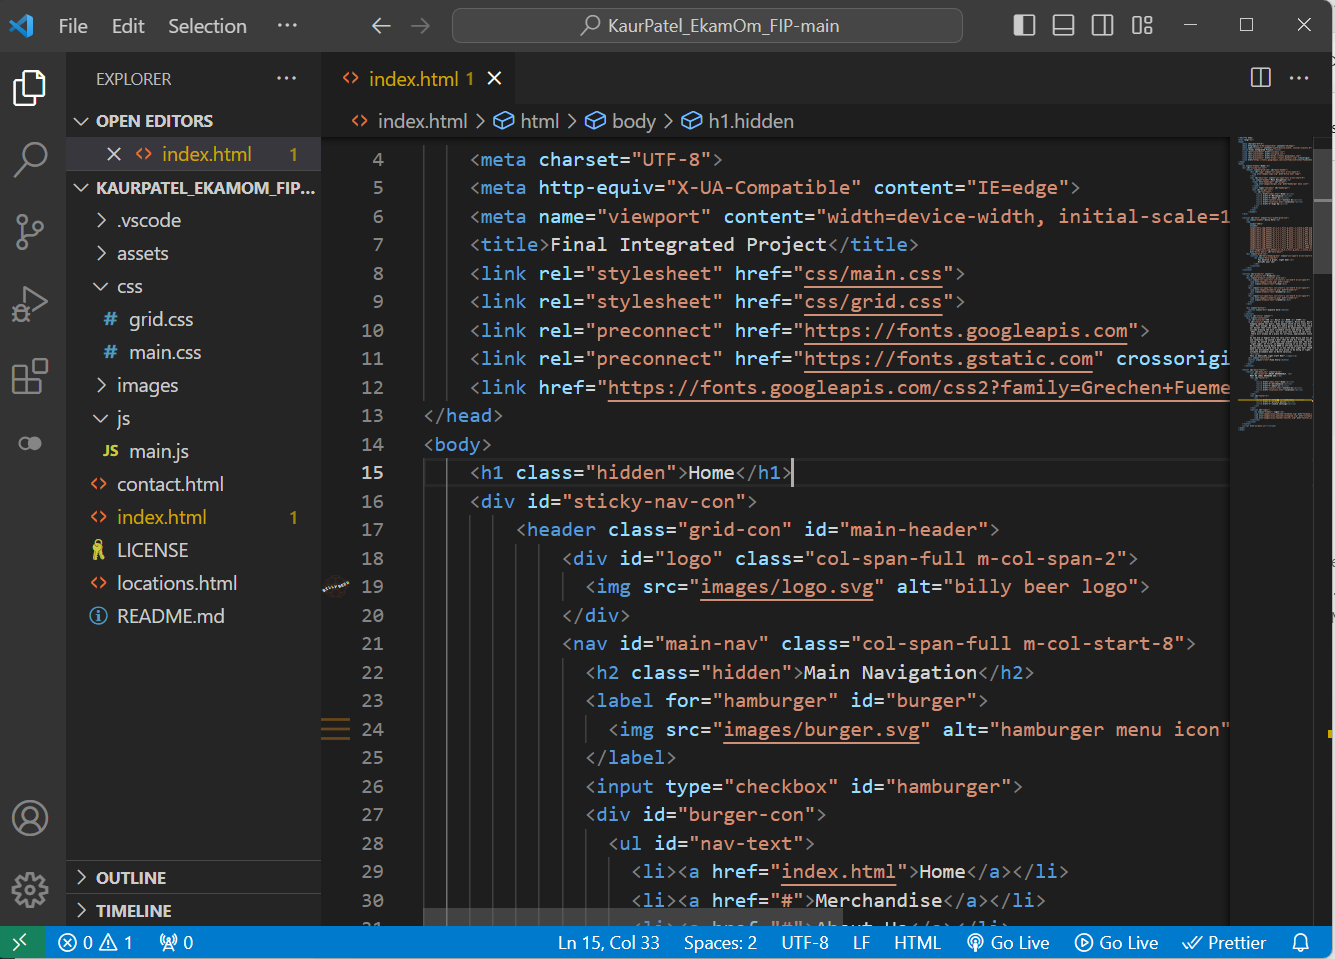 File Edit Selection ··· KaurPatel_EkamOm_FIP-main
EXPLORER ···
OPEN EDITORS
index.html 1
KAURPATEL_EKAMOM_FIP...
.vscode
assets
css
# grid.css
# main.css
images
js
JS main.js
contact.html
index.html 1
LICENSE
locations.html
README.md
OUTLINE
TIMELINE
<> index.html 1
<> index.html > html > body > h1.hidden
4 <meta charset="UTF-8">
5 <meta http-equiv="X-UA-Compatible" content="IE=edge">
6 <meta name="viewport" content="width=device-width, initial-scale=1
7 <title>Final Integrated Project</title>
8 <link rel="stylesheet" href="css/main.css">
9 <link rel="stylesheet" href="css/grid.css">
10 <link rel="preconnect" href="https://fonts.googleapis.com">
11 <link rel="preconnect" href="https://fonts.gstatic.com" crossorigi
12 <link href="https://fonts.googleapis.com/css2?family=Grechen+Fueme
13 </head>
14 <body>
15 <h1 class="hidden">Home</h1>
16 <div id="sticky-nav-con">
17 <header class="grid-con" id="main-header">
18 <div id="logo" class="col-span-full m-col-span-2">
19 <img src="images/logo.svg" alt="billy beer logo">
20 </div>
21 <nav id="main-nav" class="col-span-full m-col-start-8">
22 <h2 class="hidden">Main Navigation</h2>
23 <label for="hamburger" id="burger">
24 <img src="images/burger.svg" alt="hamburger menu icon"
25 </label>
26 <input type="checkbox" id="hamburger">
27 <div id="burger-con">
28 <ul id="nav-text">
29 <li><a href="index.html">Home</a></li>
30 <li><a href="#">Merchandise</a></li>
31 <li><a href="#">About Us</a></li>
0 1 0 Ln 15, Col 33 Spaces: 2 UTF-8 LF HTML Go Live Go Live Prettier